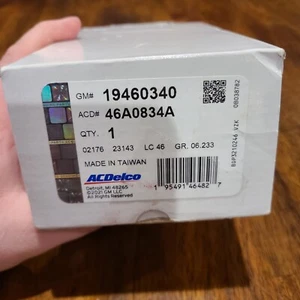 GM# 19460340
ACD# 46A0834A
QTY. 1
02176 23143 LC 46 GR. 06.233
MADE IN TAIWAN
ACDelco
Detroit, MI 48265
©2021 GM LLC
All Rights Reserved
1 95491 46482 7
08038762